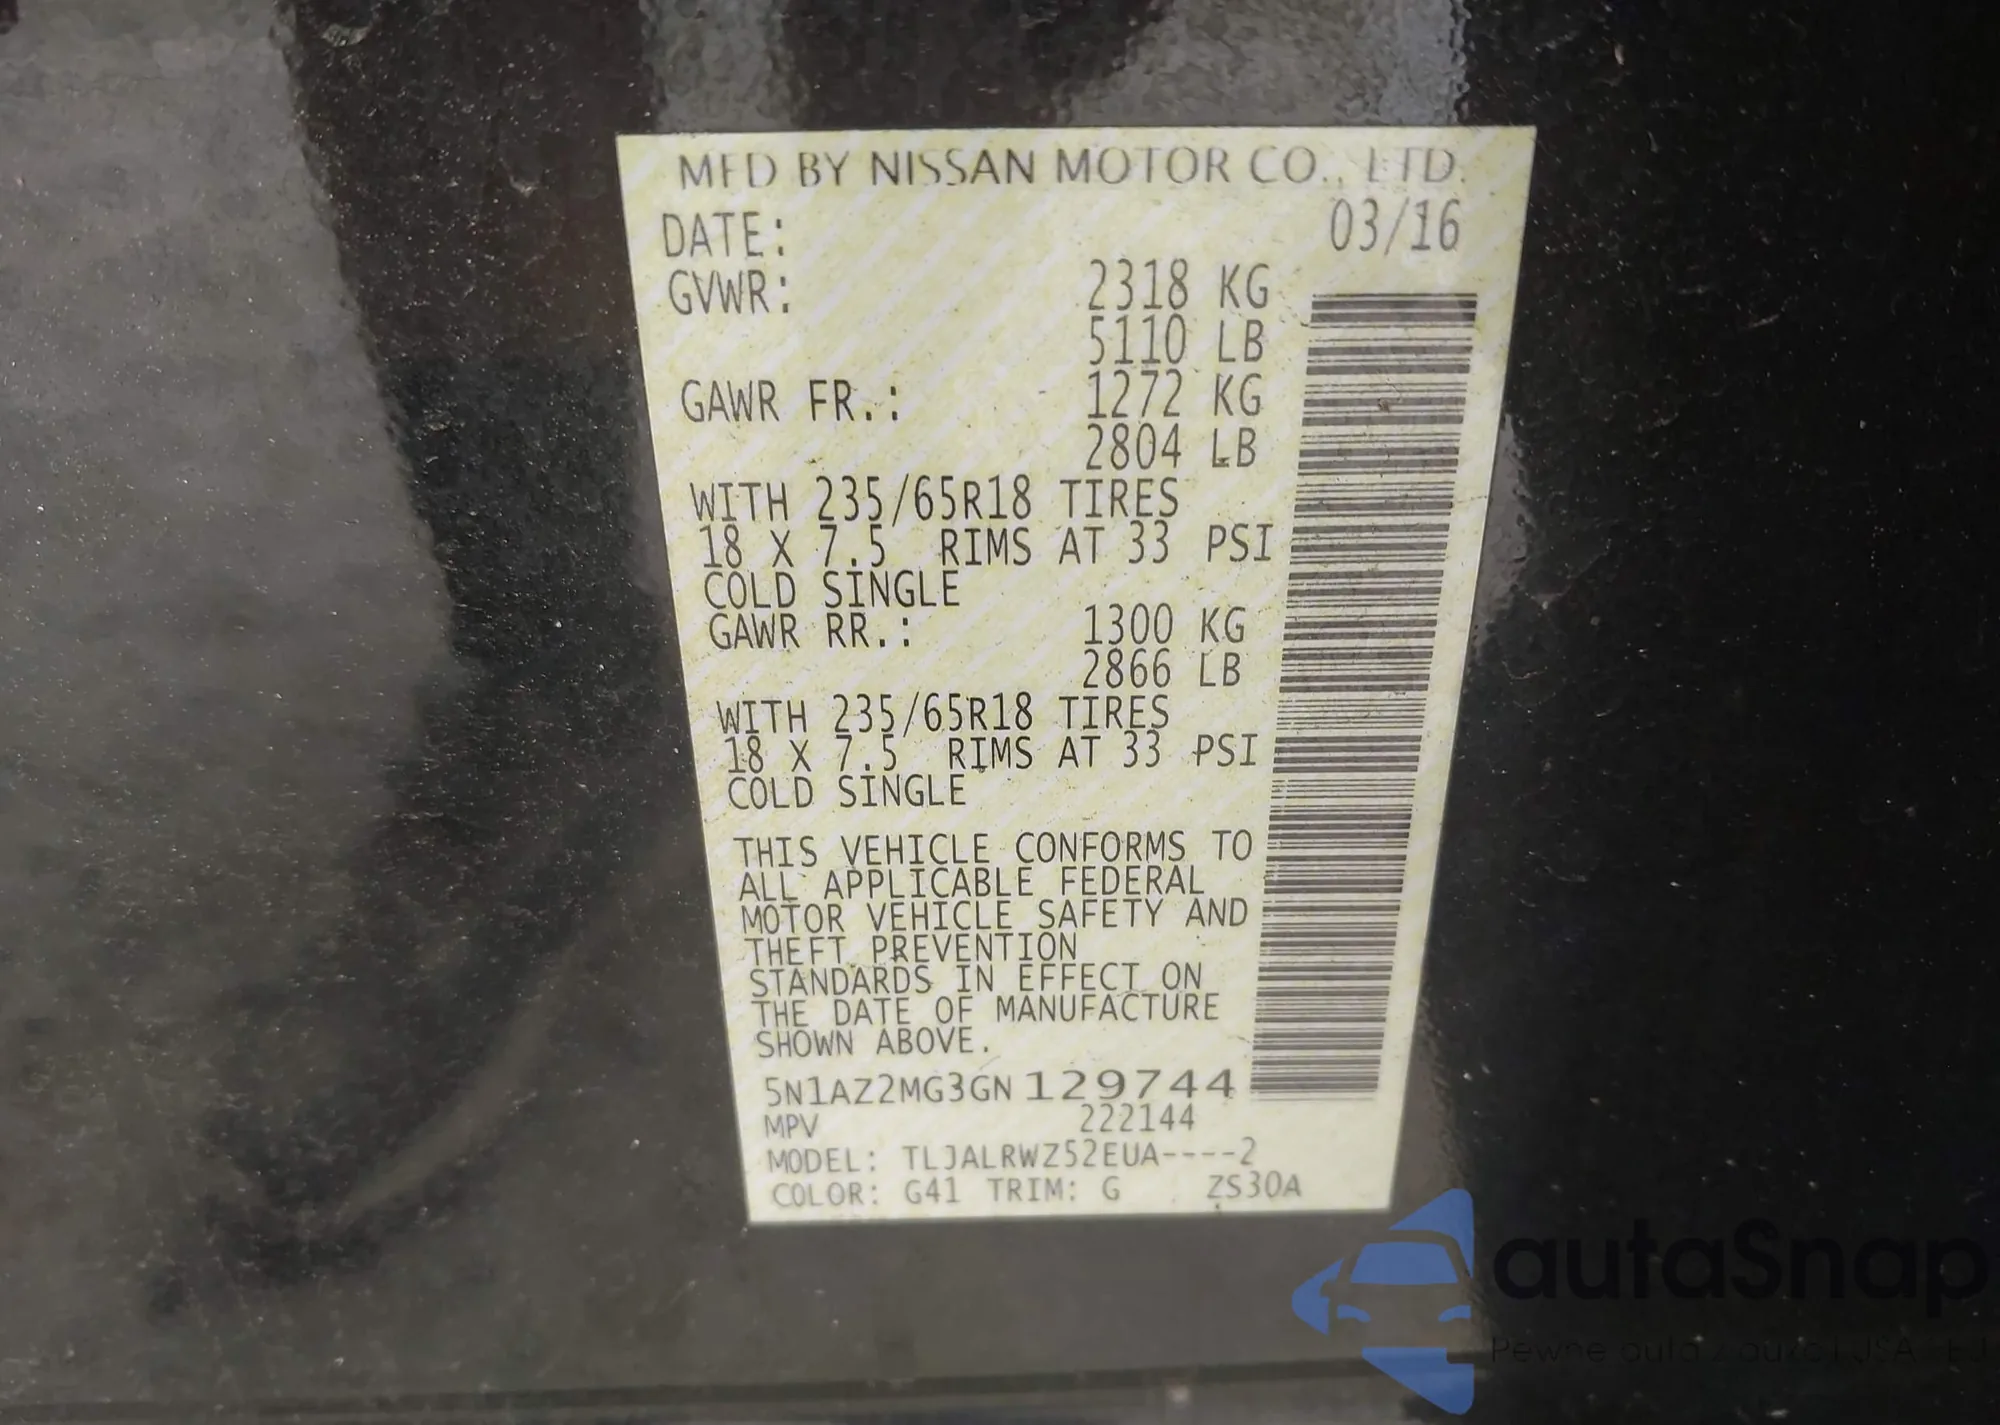 MFD BY NISSAN MOTOR CO., LTD.
DATE: 03/16
GVWR: 2318 KG
5110 LB
GAWR FR.: 1272 KG
2804 LB
WITH 235/65R18 TIRES
18 X 7.5 RIMS AT 33 PSI
COLD SINGLE
GAWR RR.: 1300 KG
2866 LB
WITH 235/65R18 TIRES
18 X 7.5 RIMS AT 33 PSI
COLD SINGLE
THIS VEHICLE CONFORMS TO
ALL APPLICABLE FEDERAL
MOTOR VEHICLE SAFETY AND
THEFT PREVENTION
STANDARDS IN EFFECT ON
THE DATE OF MANUFACTURE
SHOWN ABOVE.
5N1AZ2MG3GN129744
MPV 222144
MODEL: TLJALRWZ52EUA----2
COLOR: G41 TRIM: G ZS30A
autaSnap
Pewne auta z